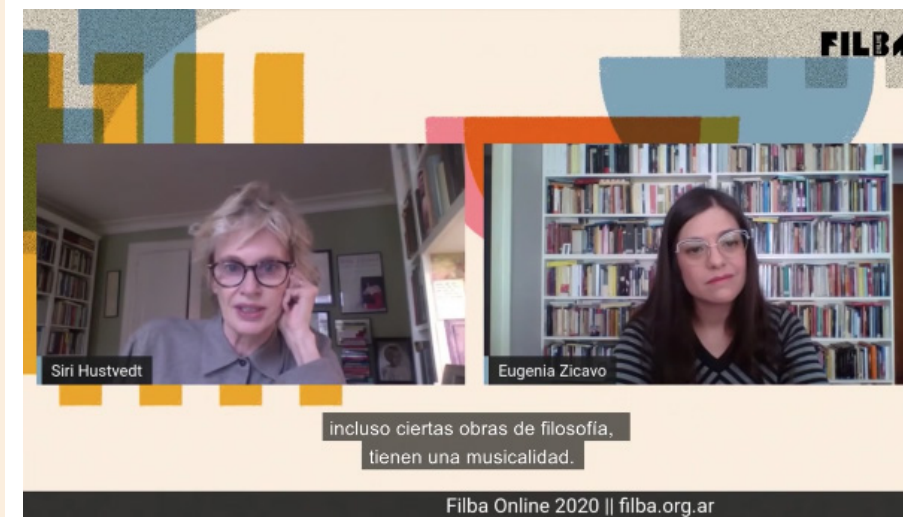 FILBA
Siri Hustvedt
Eugenia Zicavo
incluso ciertas obras de filosofía,
tienen una musicalidad.
Filba Online 2020 || filba.org.ar